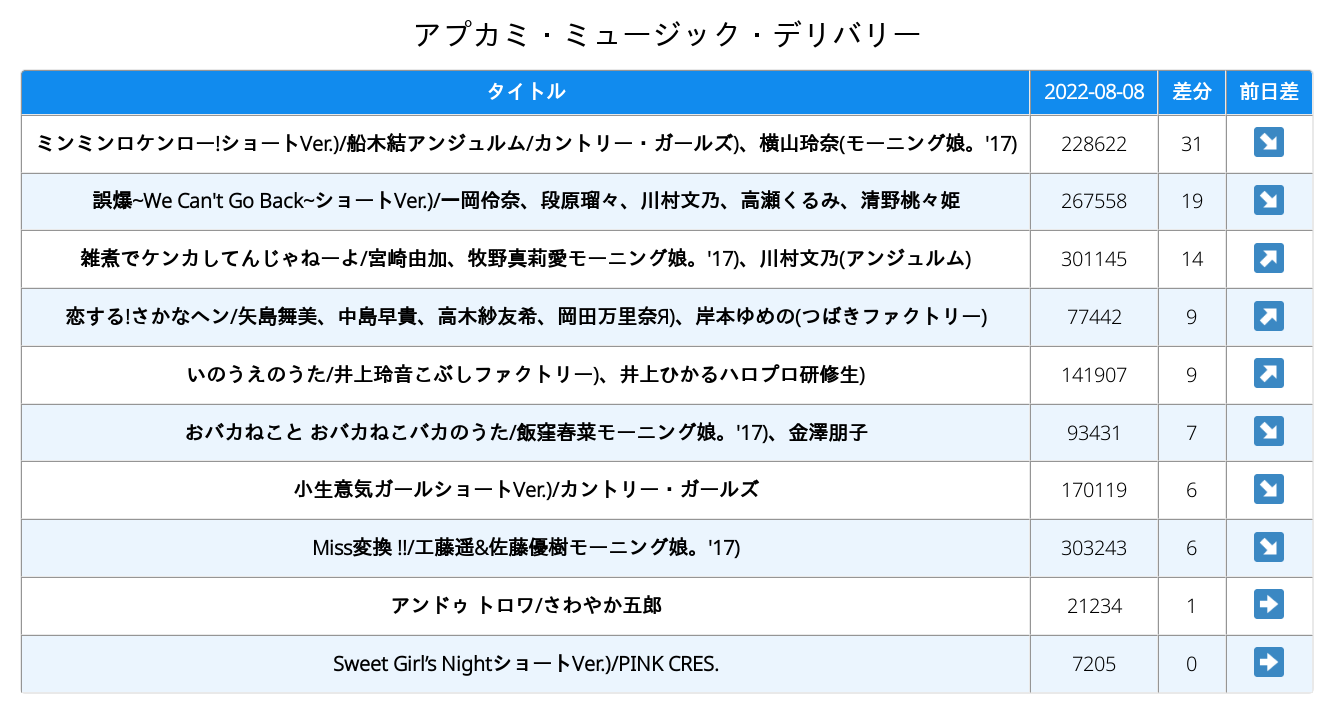 アプカミ・ミュージック・デリバリー
タイトル 2022-08-08 差分 前日差
ミンミンロケンロー!ショートVer.)/船木結アンジュルム/カントリー・ガールズ)、横山玲奈(モーニング娘。'17) 228622 31
誤爆~We Can't Go Back~ショートVer.)/一岡伶奈、段原瑠々、川村文乃、高瀬くるみ、清野桃々姫 267558 19
雑煮でケンカしてんじゃねーよ/宮崎由加、牧野真莉愛モーニング娘。'17)、川村文乃(アンジュルム) 301145 14
恋する!さかなヘン/矢島舞美、中島早貴、高木紗友希、岡田万里奈Я)、岸本ゆめの(つばきファクトリー) 77442 9
いのうえのうた/井上玲音こぶしファクトリー)、井上ひかるハロプロ研修生) 141907 9
おバカねこと おバカねこバカのうた/飯窪春菜モーニング娘。'17)、金澤朋子 93431 7
小生意気ガールショートVer.)/カントリー・ガールズ 170119 6
Miss変換 !!/工藤遥&佐藤優樹モーニング娘。'17) 303243 6
アンドゥ トロワ/さわやか五郎 21234 1
Sweet Girl’s NightショートVer.)/PINK CRES. 7205 0